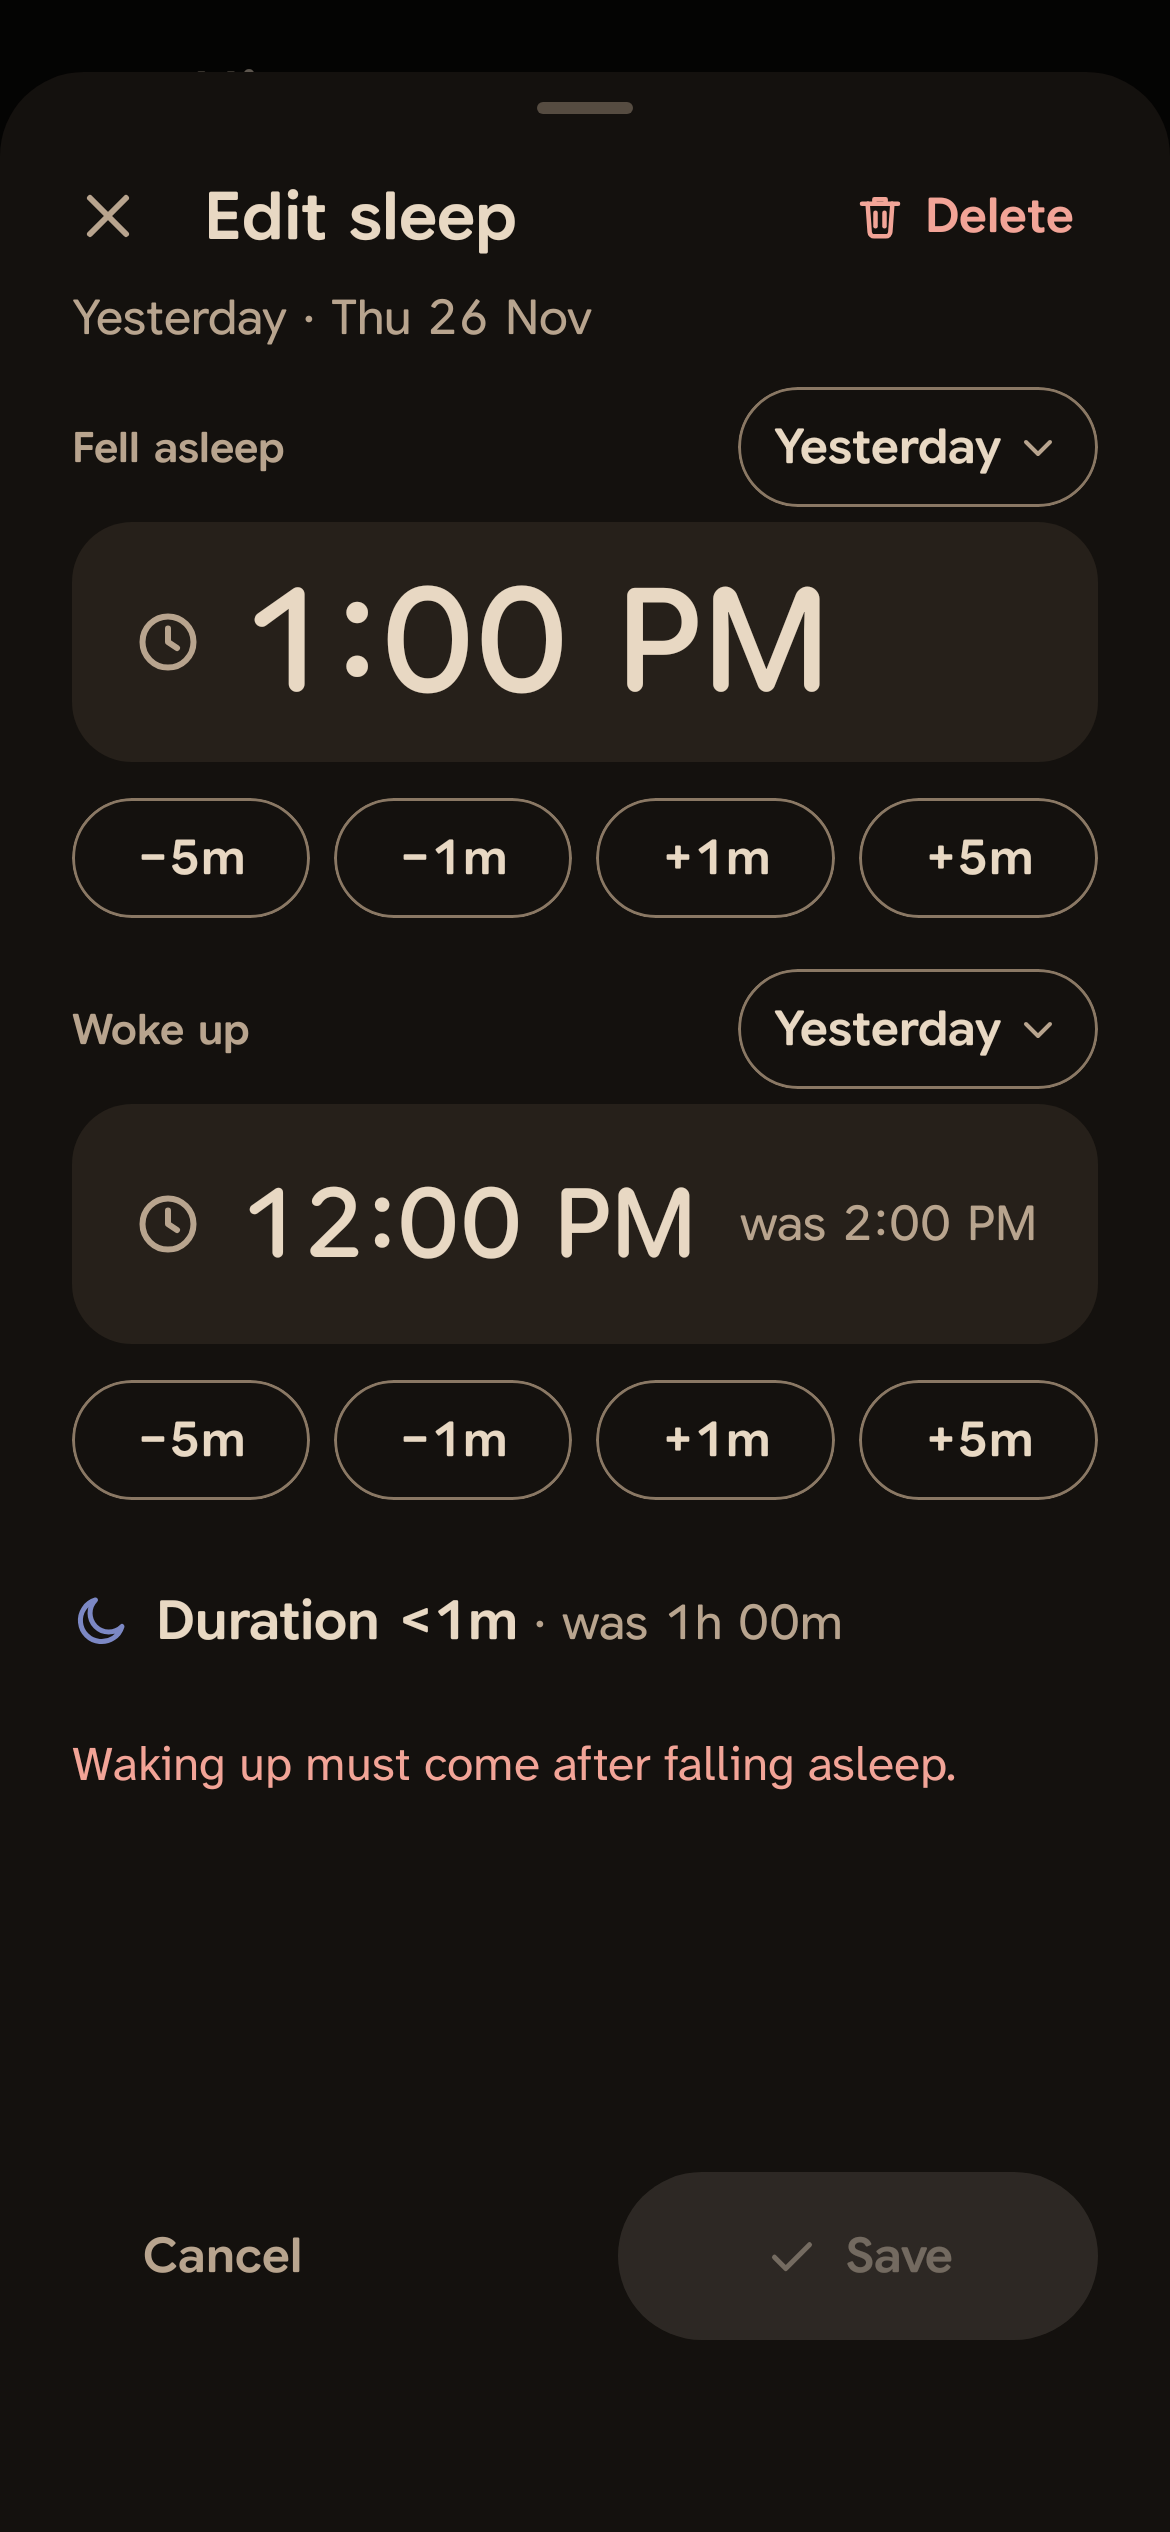 Edit sleep
Delete
Yesterday · Thu 26 Nov
Fell asleep
Yesterday
1:00 PM
−5m
−1m
+1m
+5m
Woke up
Yesterday
12:00 PM
was 2:00 PM
−5m
−1m
+1m
+5m
Duration <1m · was 1h 00m
Waking up must come after falling asleep.
Cancel
Save